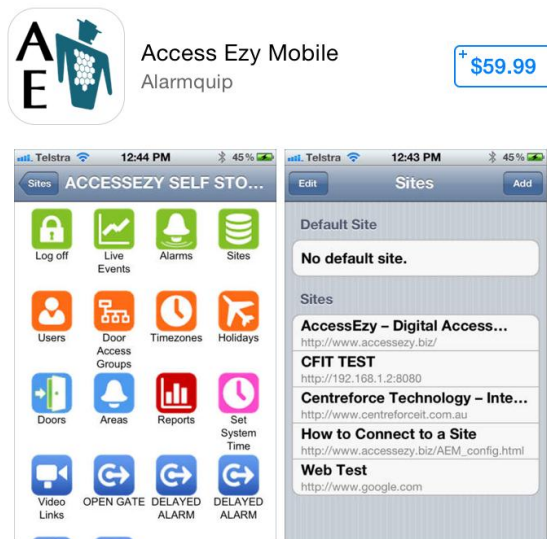 A
E
Access Ezy Mobile
Alarmquip
+ $59.99
Telstra 12:44 PM 45%
Sites ACCESSEZY SELF STO...
Log off
Live
Events
Alarms
Sites
Users
Door
Access
Groups
Timezones
Holidays
Doors
Areas
Reports
Set
System
Time
Video
Links
OPEN GATE
DELAYED
ALARM
DELAYED
ALARM
Telstra 12:43 PM 45%
Edit Sites Add
Default Site
No default site.
Sites
AccessEzy – Digital Access...
http://www.accessezy.biz/
CFIT TEST
http://192.168.1.2:8080
Centreforce Technology – Inte...
http://www.centreforceit.com.au
How to Connect to a Site
http://www.accessezy.biz/AEM_config.html
Web Test
http://www.google.com